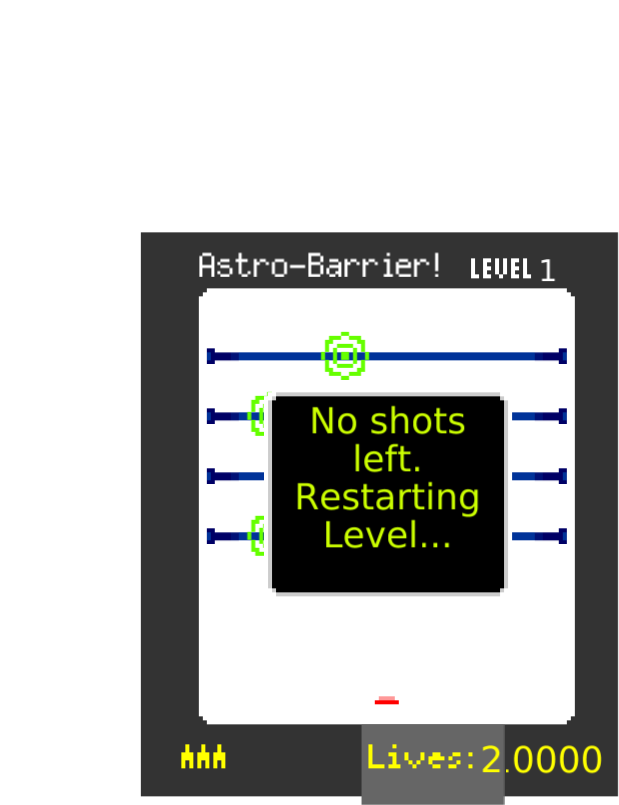 Astro-Barrier! LEVEL 1
No shots
left.
Restarting
Level...
Lives:2.0000